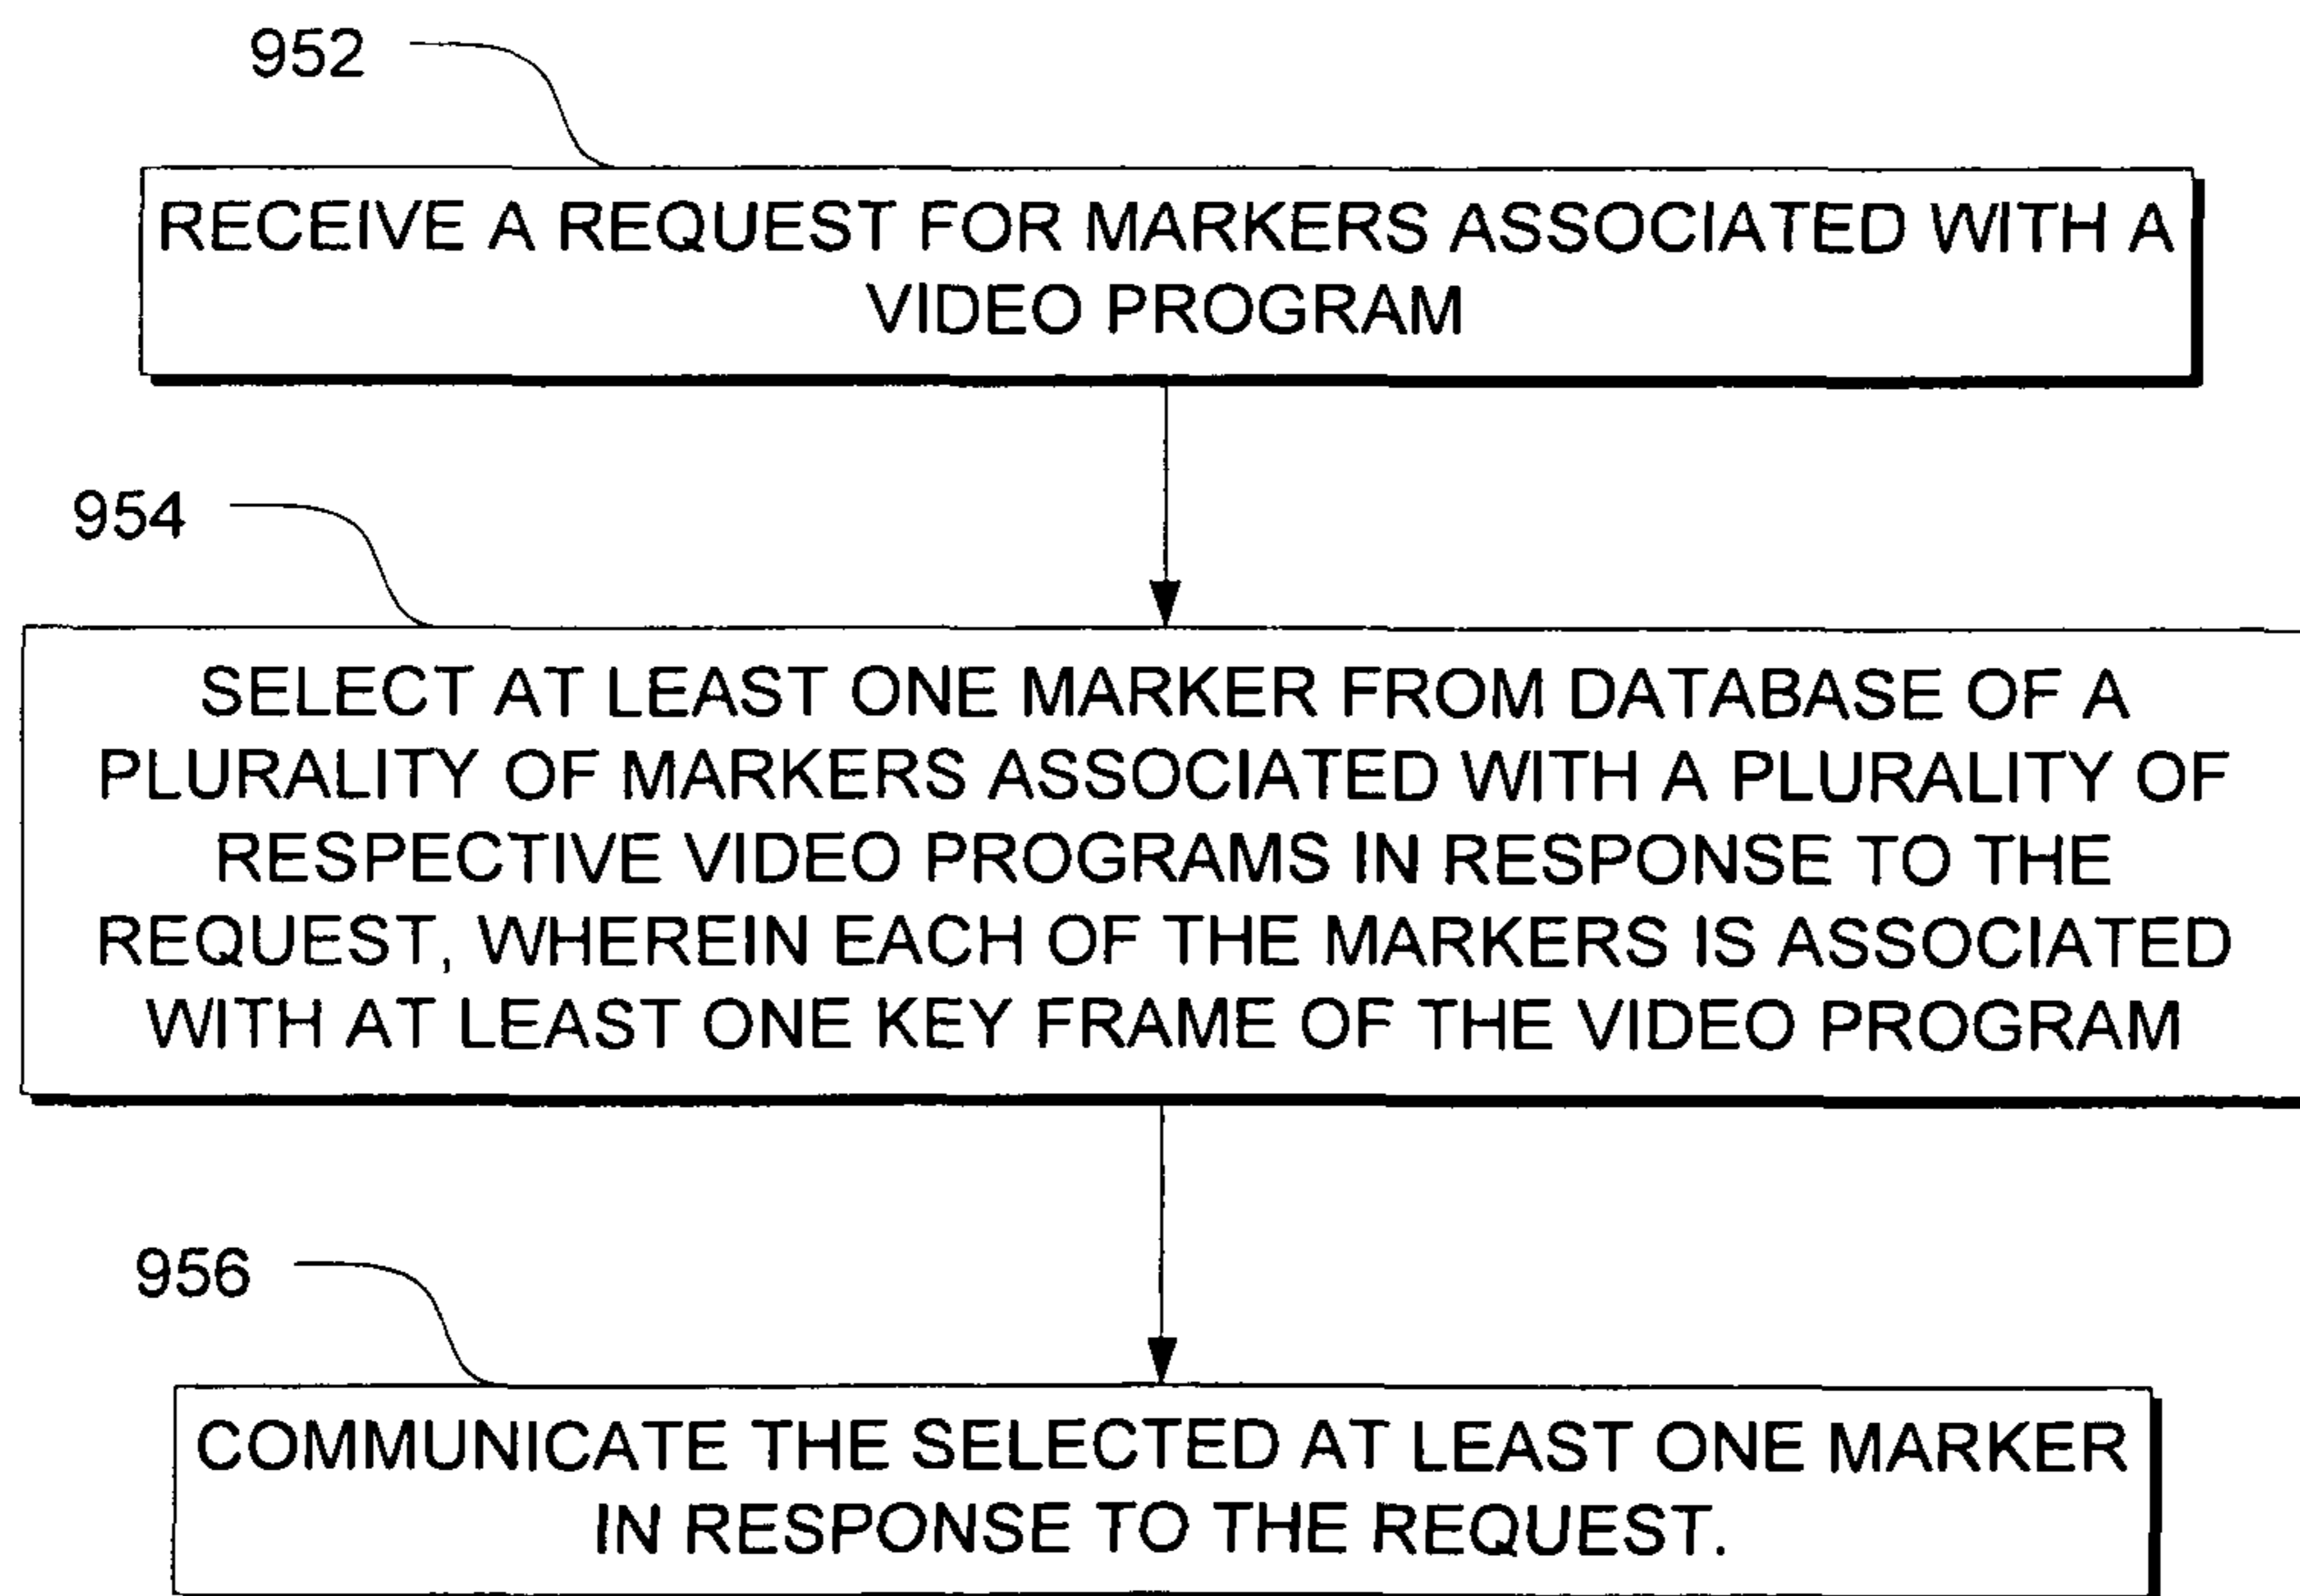 952
RECEIVE A REQUEST FOR MARKERS ASSOCIATED WITH A
VIDEO PROGRAM
954
SELECT AT LEAST ONE MARKER FROM DATABASE OF A
PLURALITY OF MARKERS ASSOCIATED WITH A PLURALITY OF
RESPECTIVE VIDEO PROGRAMS IN RESPONSE TO THE
REQUEST, WHEREIN EACH OF THE MARKERS IS ASSOCIATED
WITH AT LEAST ONE KEY FRAME OF THE VIDEO PROGRAM
956
COMMUNICATE THE SELECTED AT LEAST ONE MARKER
IN RESPONSE TO THE REQUEST.